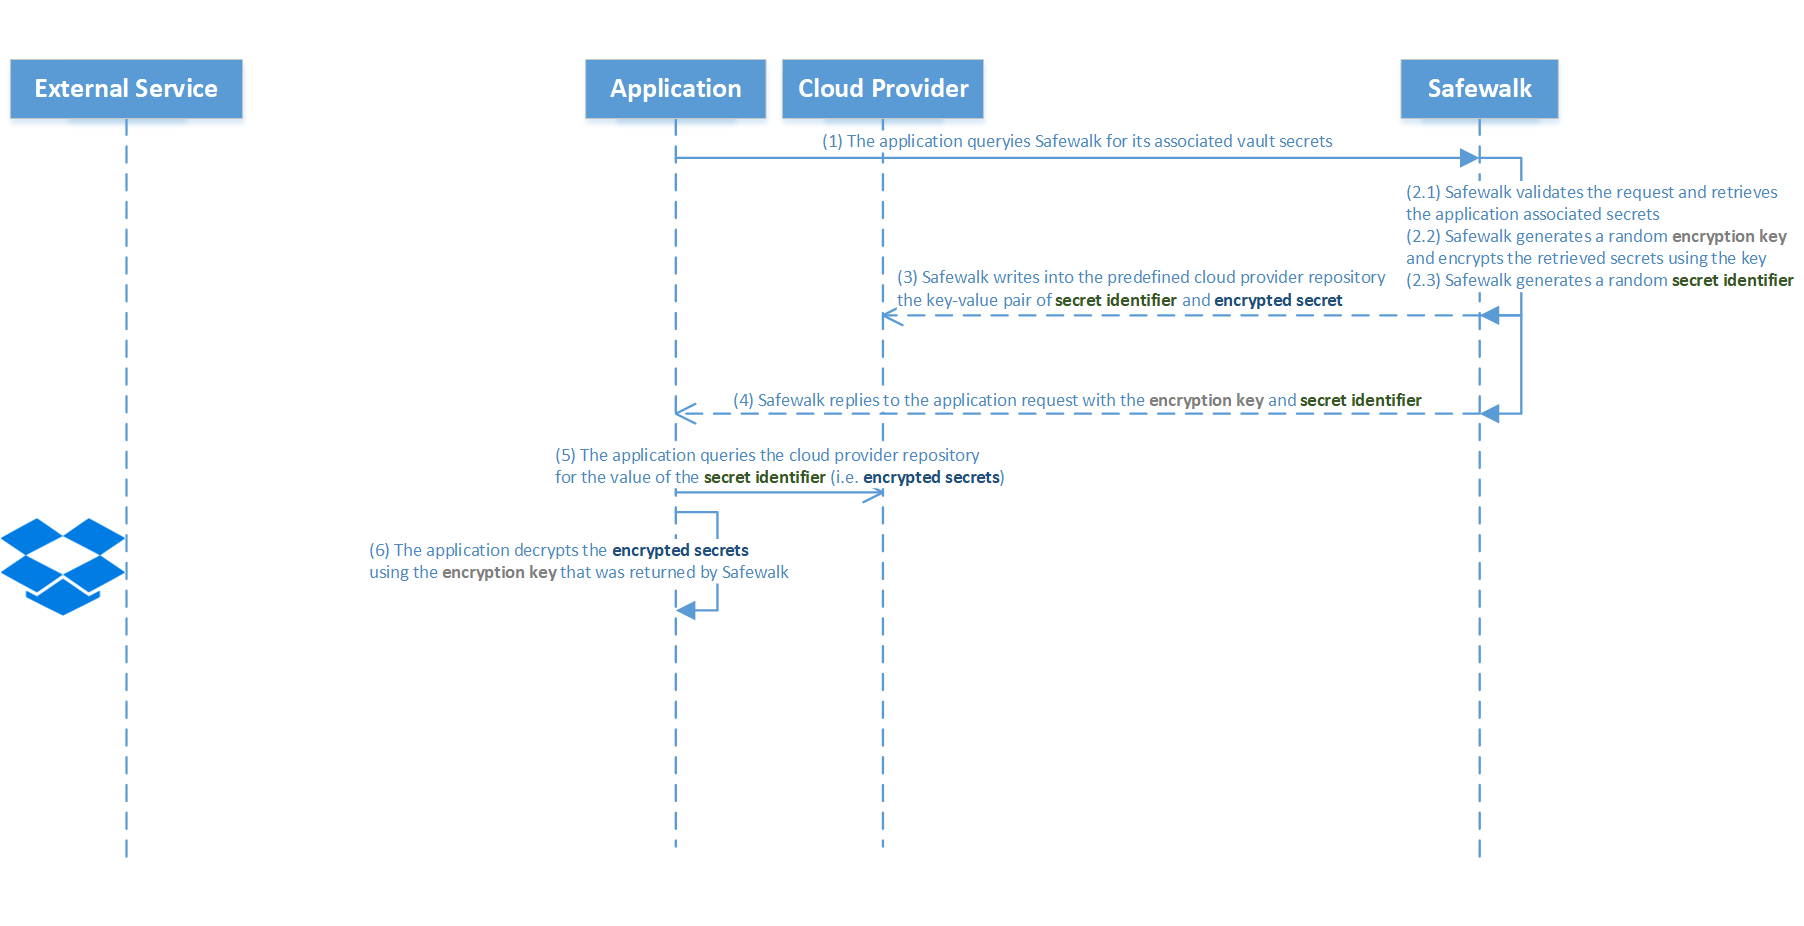 External Service
Application
Cloud Provider
Safewalk
(1) The application queryies Safewalk for its associated vault secrets
(2.1) Safewalk validates the request and retrieves
the application associated secrets
(2.2) Safewalk generates a random encryption key
and encrypts the retrieved secrets using the key
(2.3) Safewalk generates a random secret identifier
(3) Safewalk writes into the predefined cloud provider repository
the key-value pair of secret identifier and encrypted secret
(4) Safewalk replies to the application request with the encryption key and secret identifier
(5) The application queries the cloud provider repository
for the value of the secret identifier (i.e. encrypted secrets)
(6) The application decrypts the encrypted secrets
using the encryption key that was returned by Safewalk